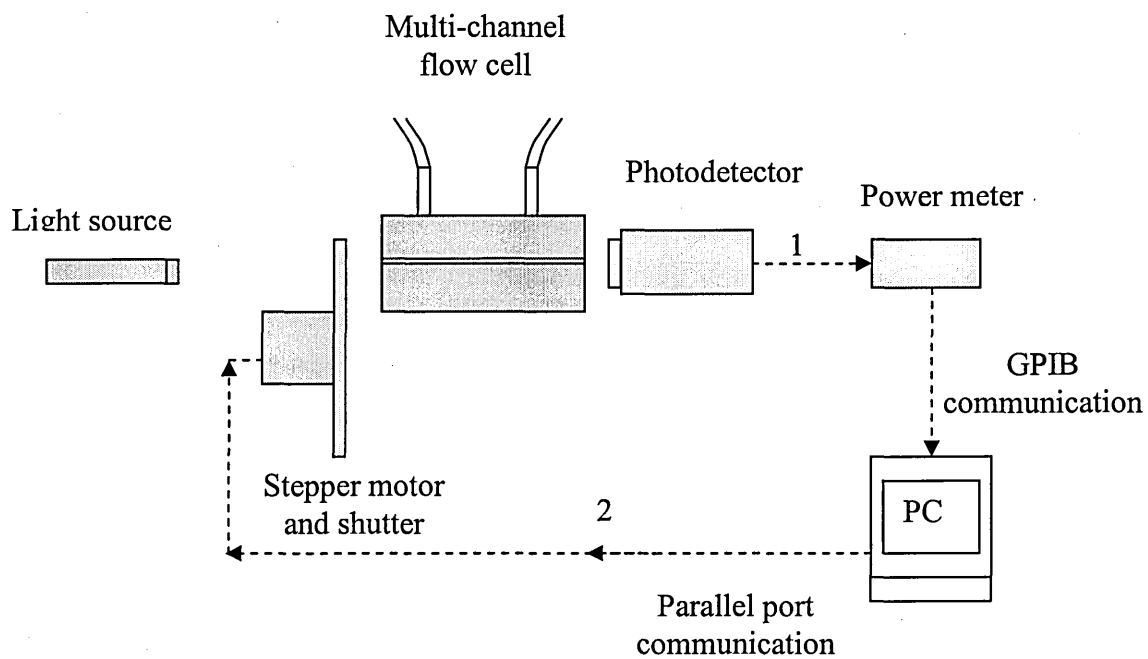 Multi-channel
flow cell
Photodetector
Power meter
Light source
1
GPIB
communication
Stepper motor
and shutter
2
PC
Parallel port
communication